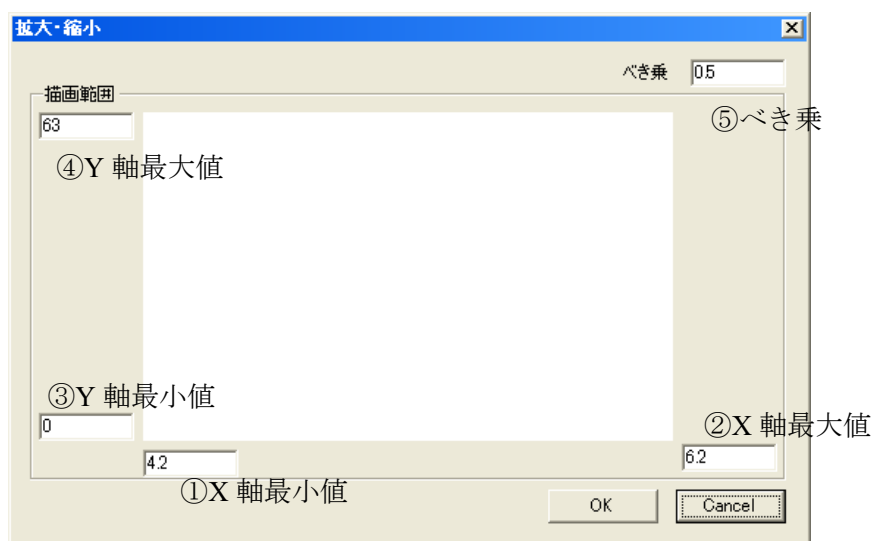 拡大・縮小
べき乗 0.5
描画範囲
⑤べき乗
63
④Y 軸最大値
③Y 軸最小値
0
②X 軸最大値
6.2
4.2
①X 軸最小値
OK Cancel